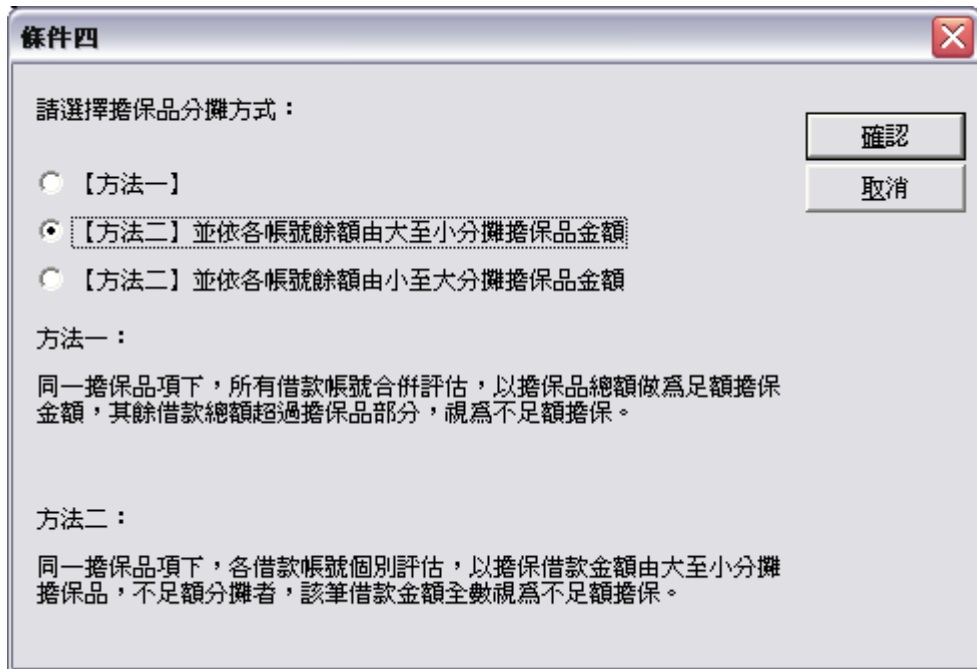 條件四
請選擇擔保品分攤方式：
確認
取消
【方法一】
【方法二】並依各帳號餘額由大至小分攤擔保品金額
【方法二】並依各帳號餘額由小至大分攤擔保品金額
方法一：
同一擔保品項下，所有借款帳號合併評估，以擔保品總額做爲足額擔保
金額，其餘借款總額超過擔保品部分，視爲不足額擔保。
方法二：
同一擔保品項下，各借款帳號個別評估，以擔保借款金額由大至小分攤
擔保品，不足額分攤者，該筆借款金額全數視爲不足額擔保。